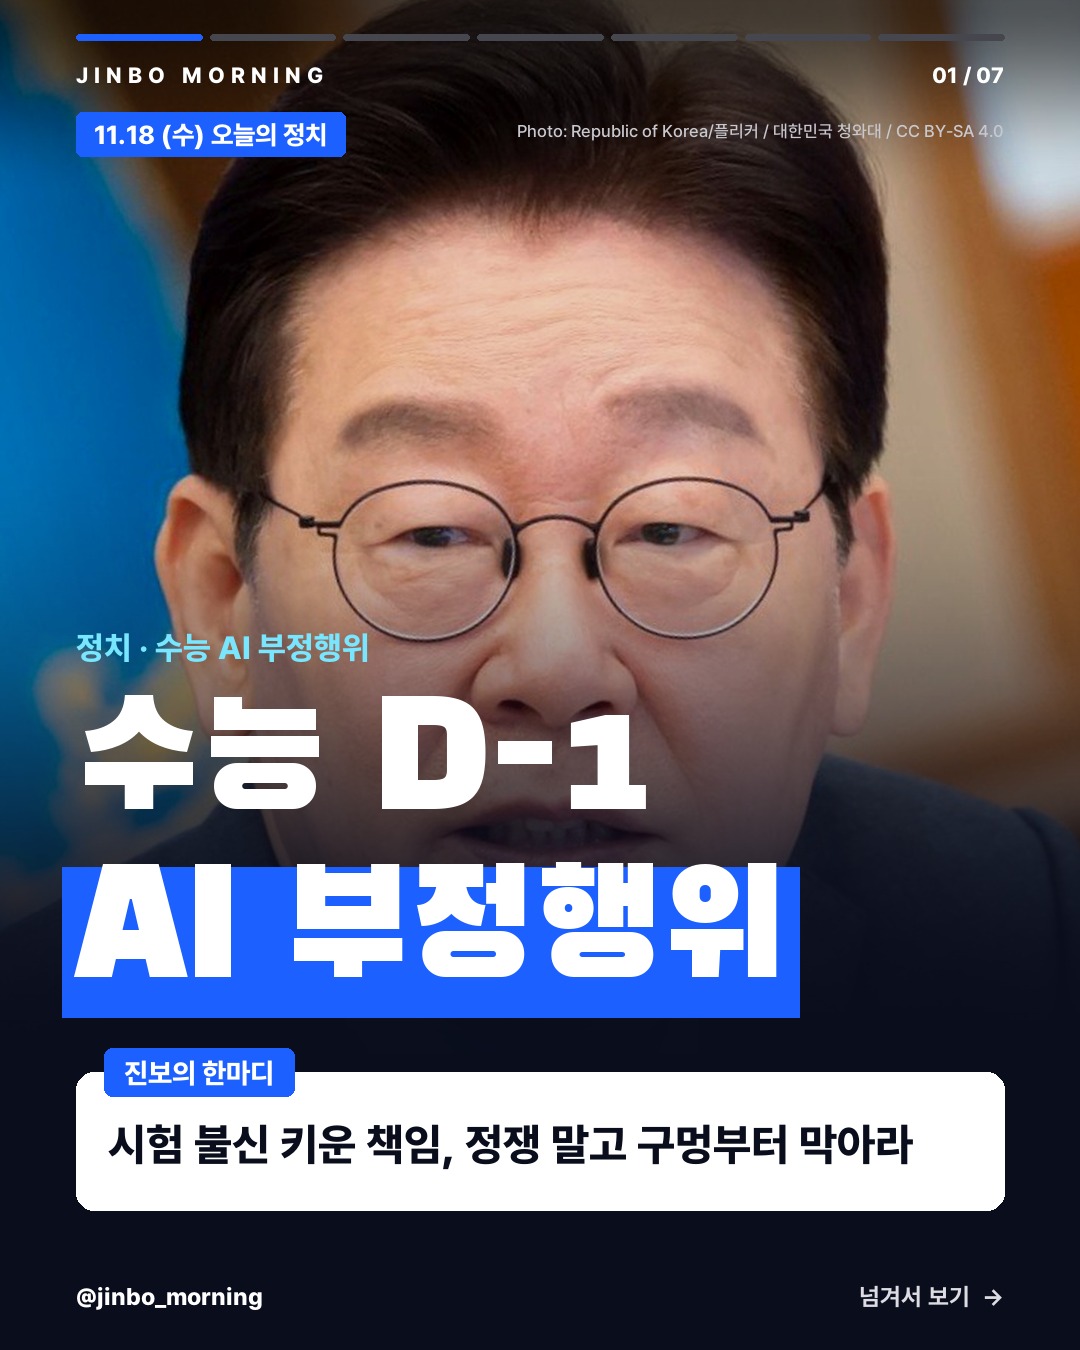 JINBO MORNING
01 / 07
11.18 (수) 오늘의 정치
Photo: Republic of Korea/플리커 / 대한민국 청와대 / CC BY-SA 4.0
정치 · 수능 AI 부정행위
수능 D-1
AI 부정행위
진보의 한마디
시험 불신 키운 책임, 정쟁 말고 구멍부터 막아라
@jinbo_morning
넘겨서 보기 →